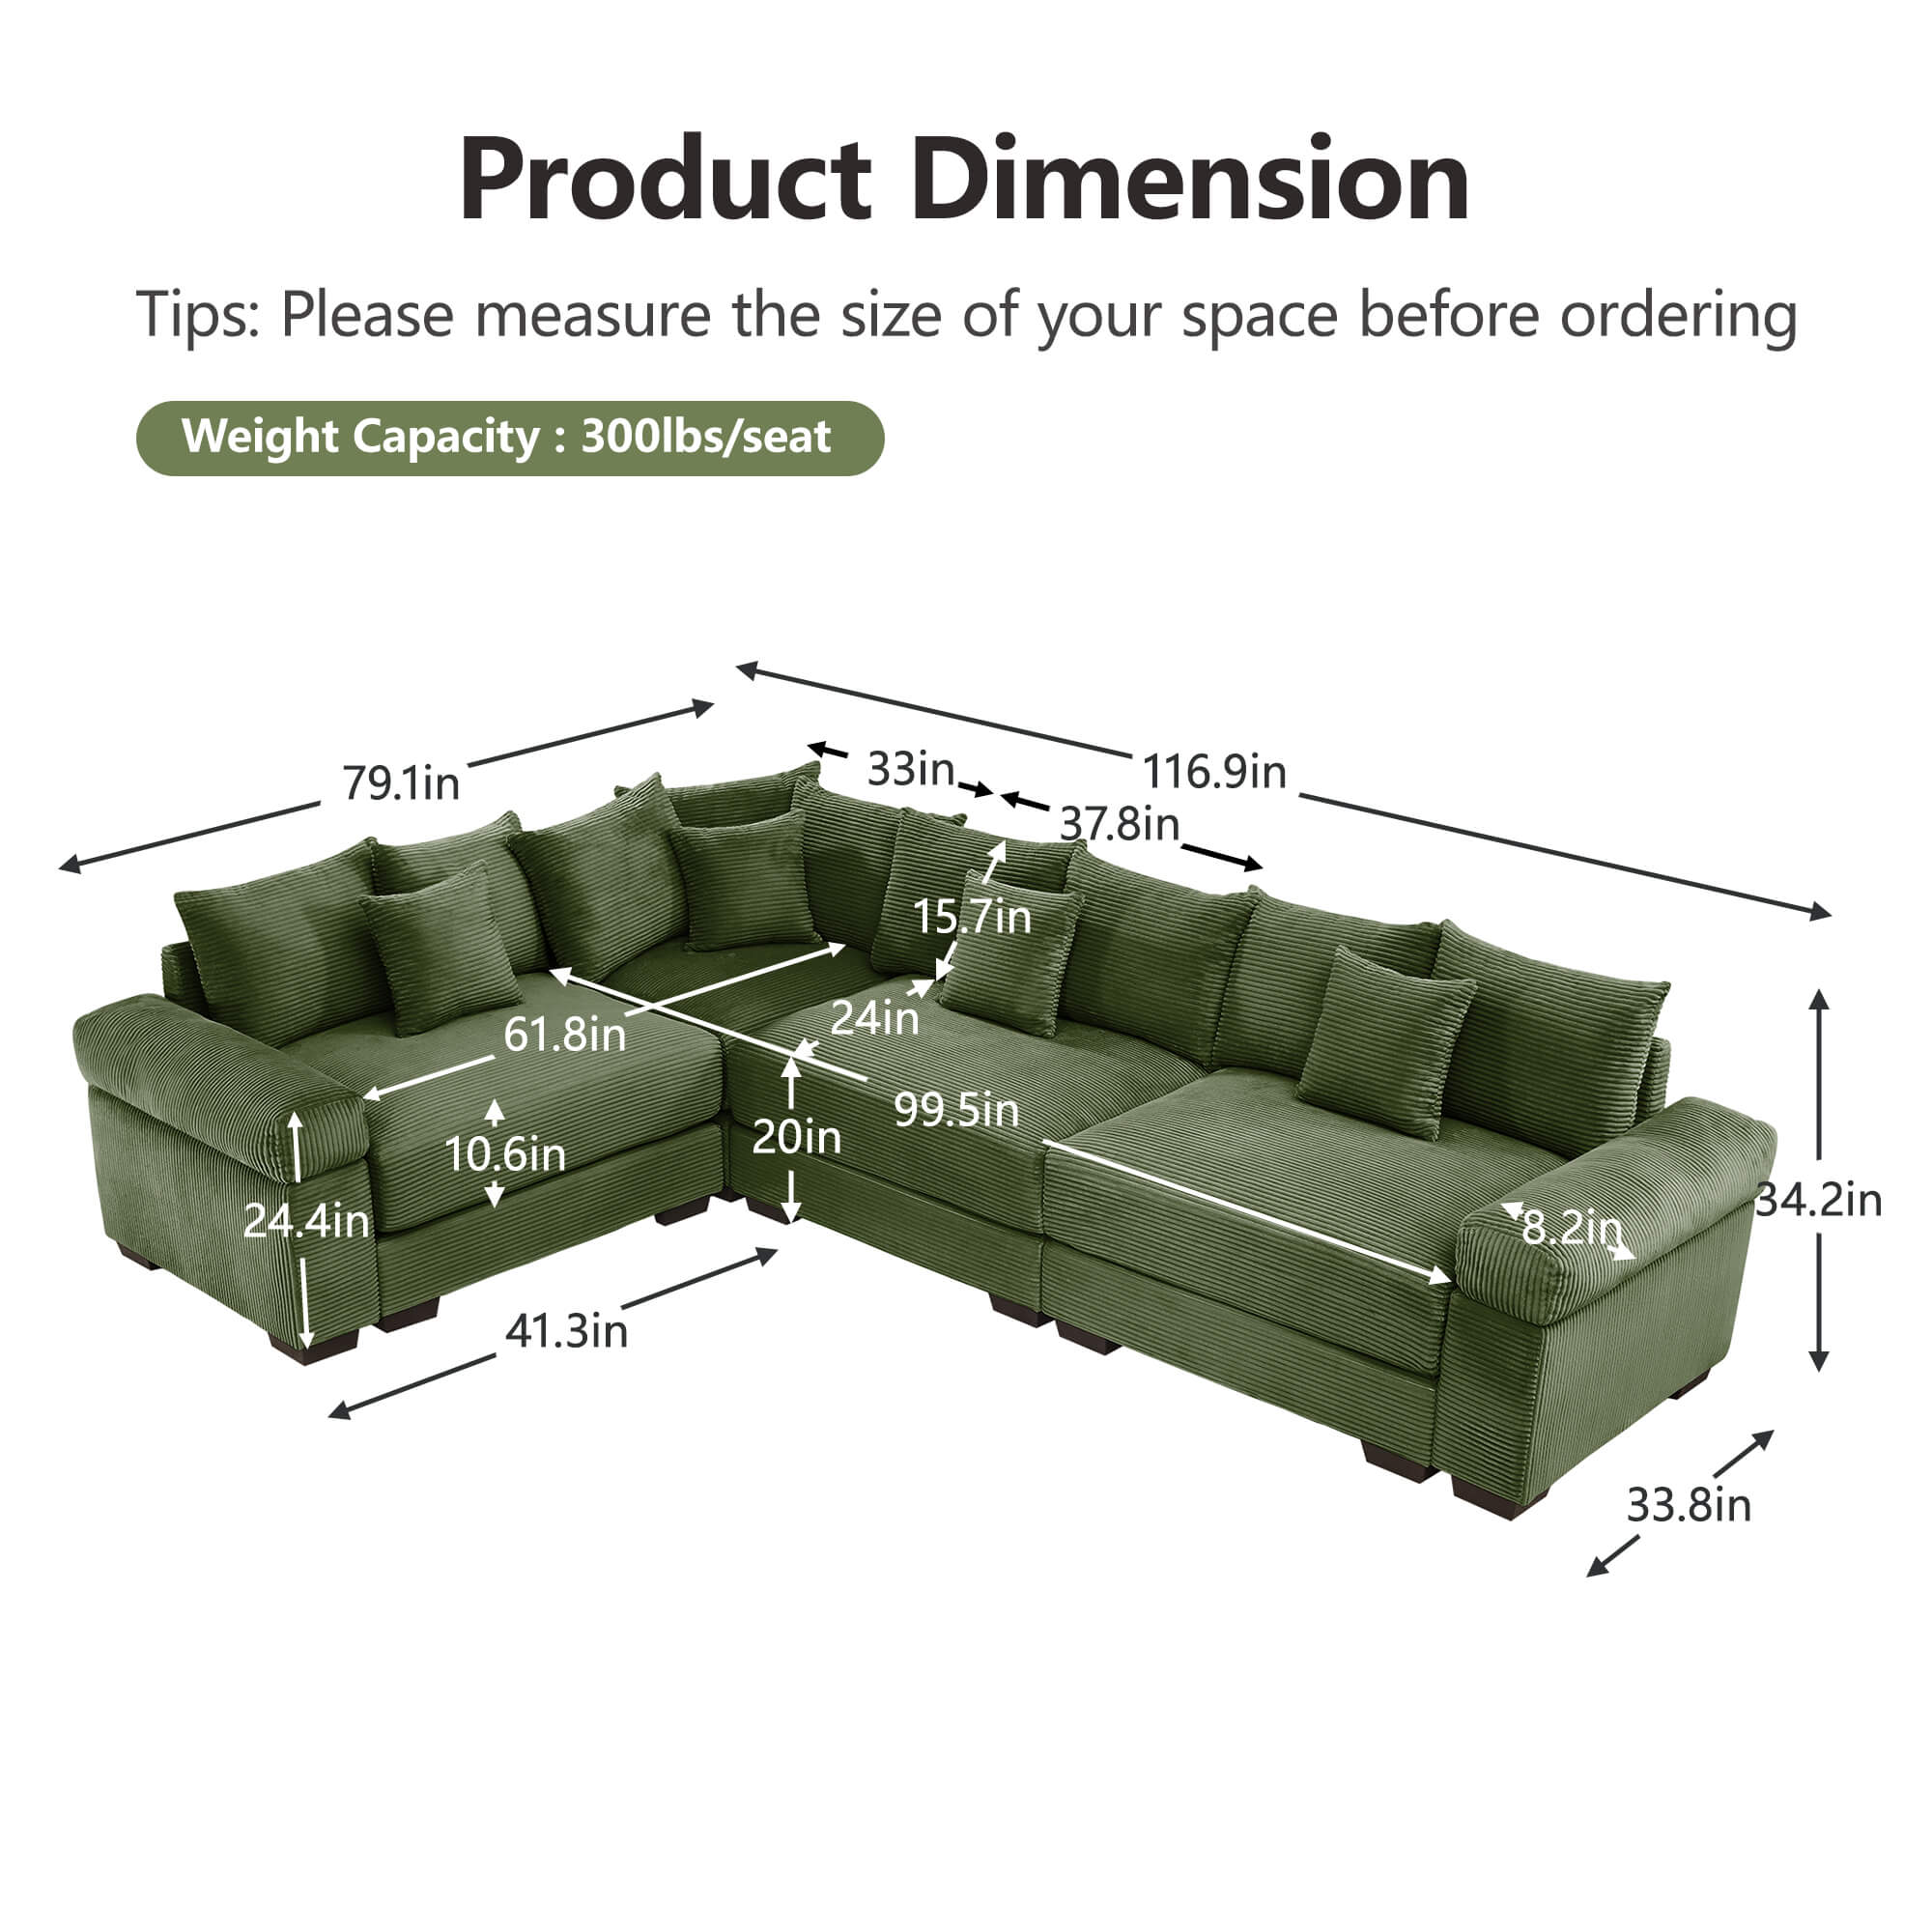 Product Dimension
Tips: Please measure the size of your space before ordering
Weight Capacity : 300lbs/seat
79.1in
33in
116.9in
37.8in
15.7in
24in
61.8in
99.5in
20in
10.6in
24.4in
8.2in
34.2in
41.3in
33.8in